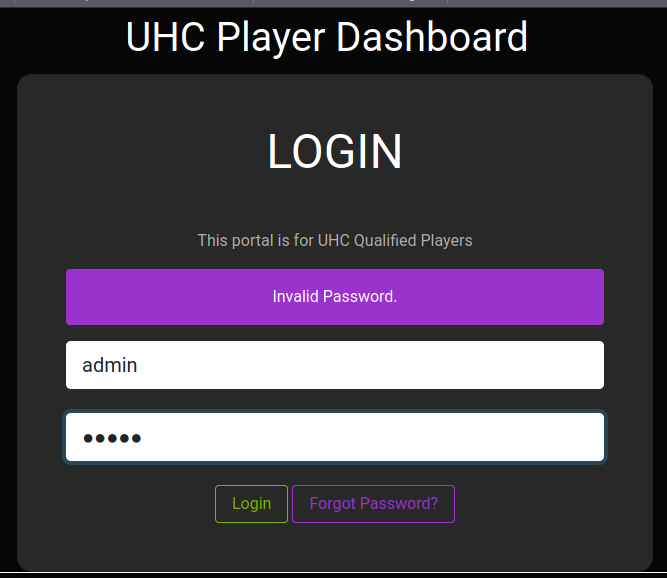 UHC Player Dashboard
LOGIN
This portal is for UHC Qualified Players
Invalid Password.
admin
•••••
Login Forgot Password?